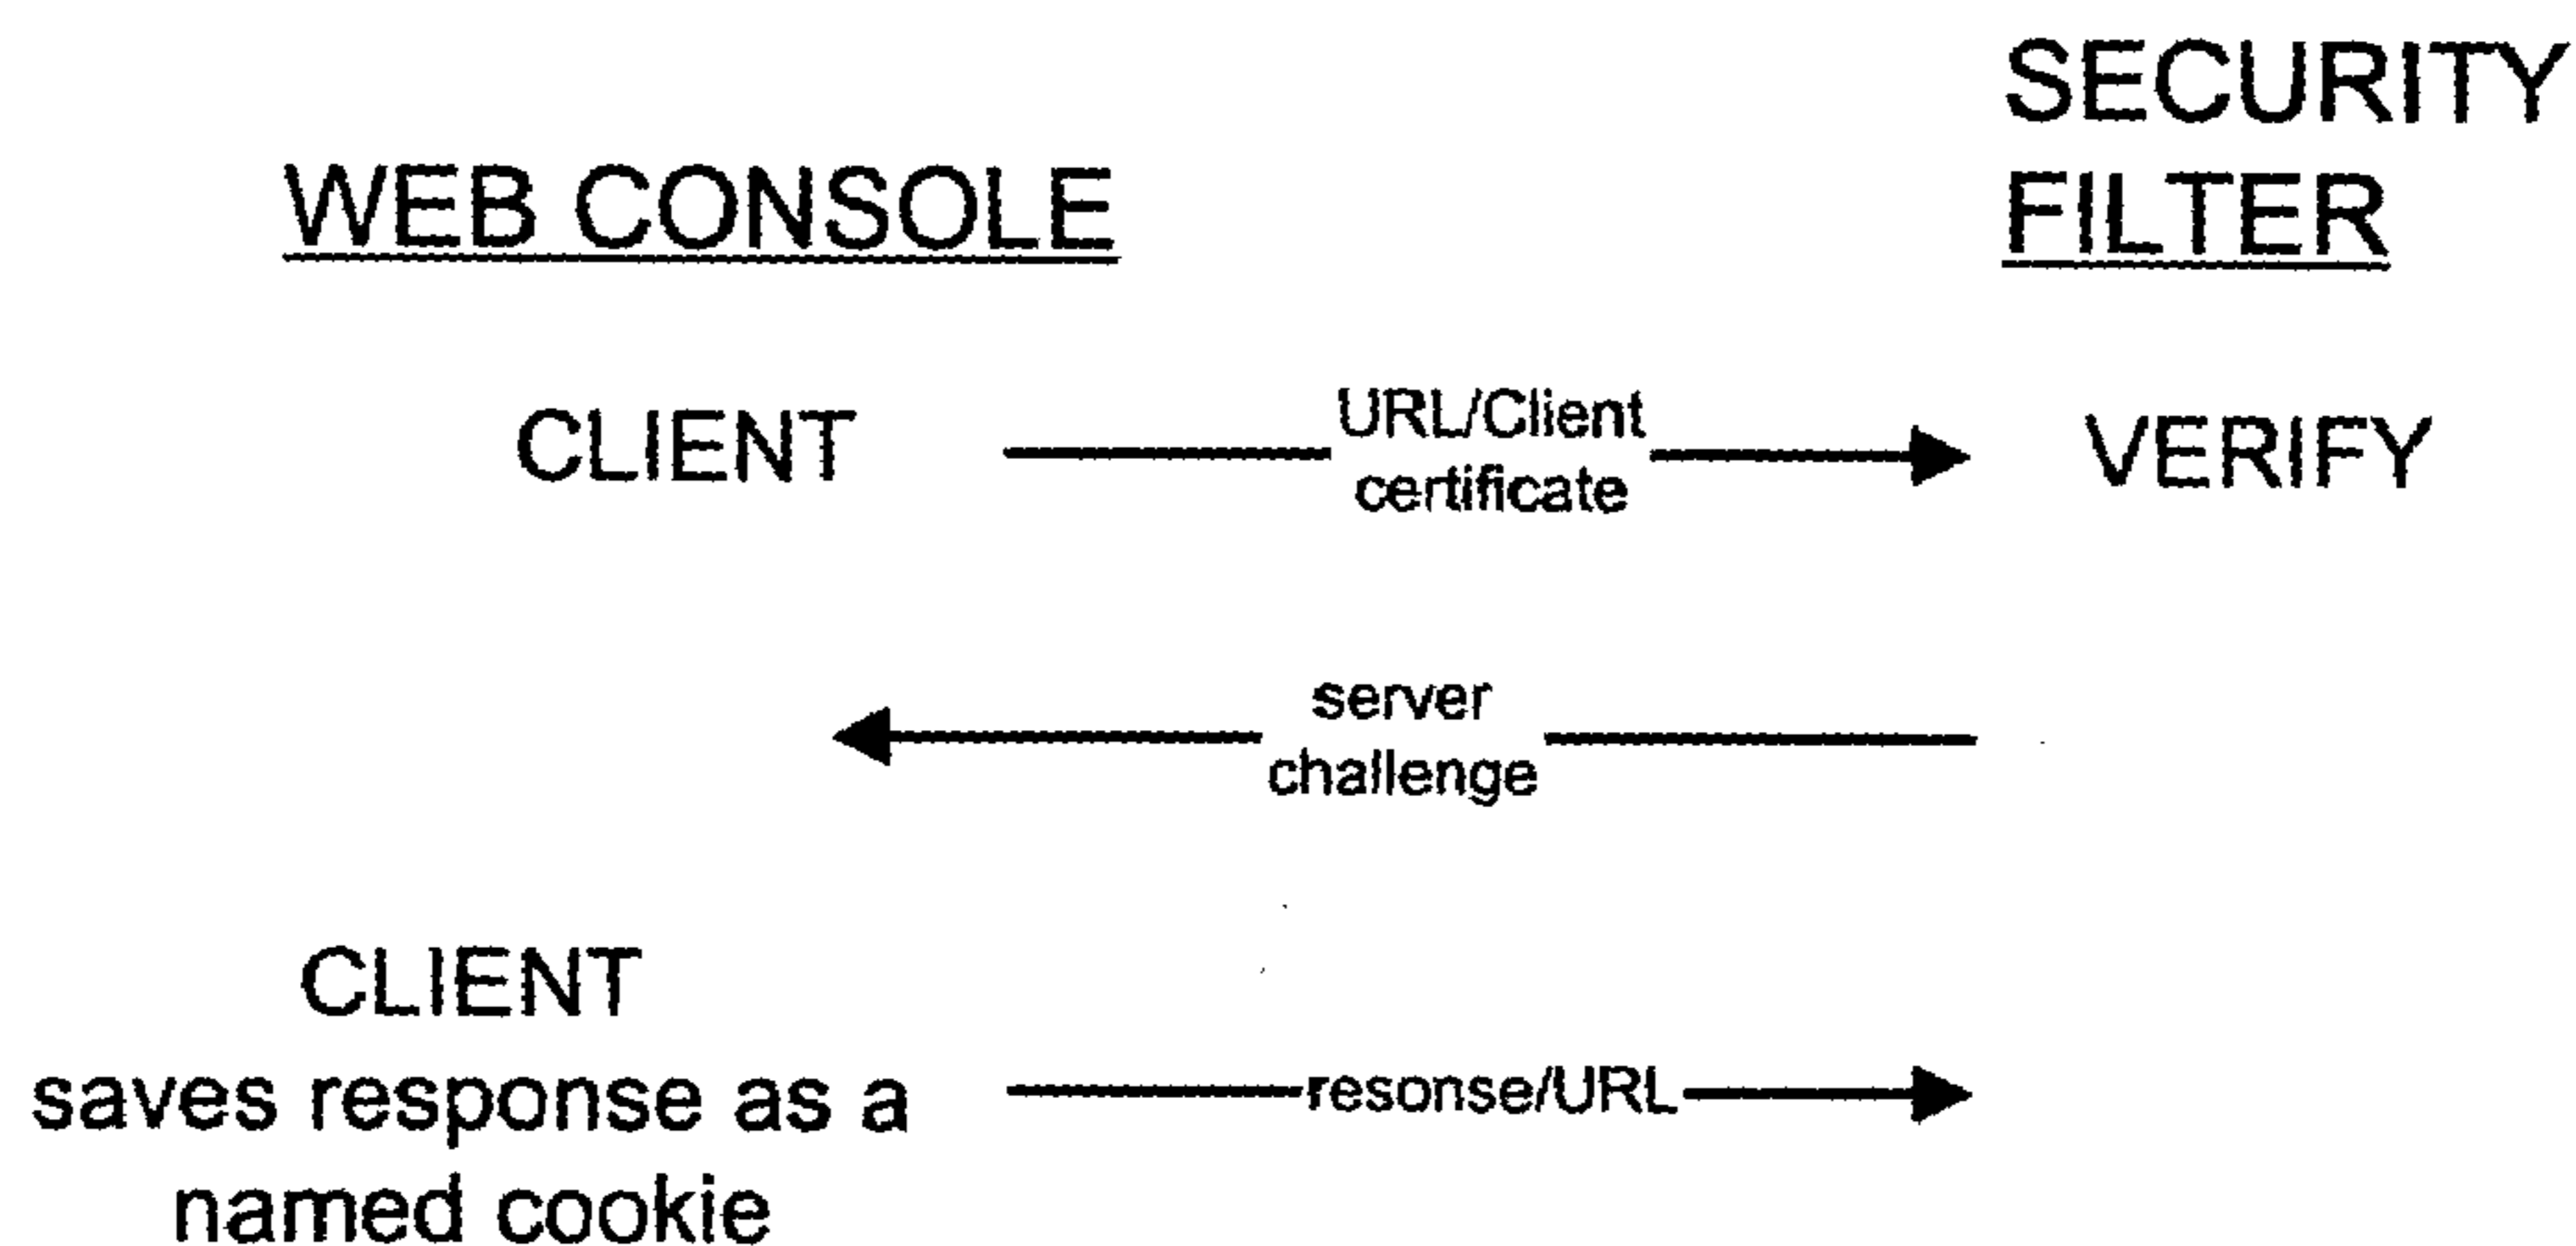 SECURITY
WEB CONSOLE FILTER
CLIENT URL/Client certificate VERIFY
server
challenge
CLIENT
saves response as a resonse/URL
named cookie